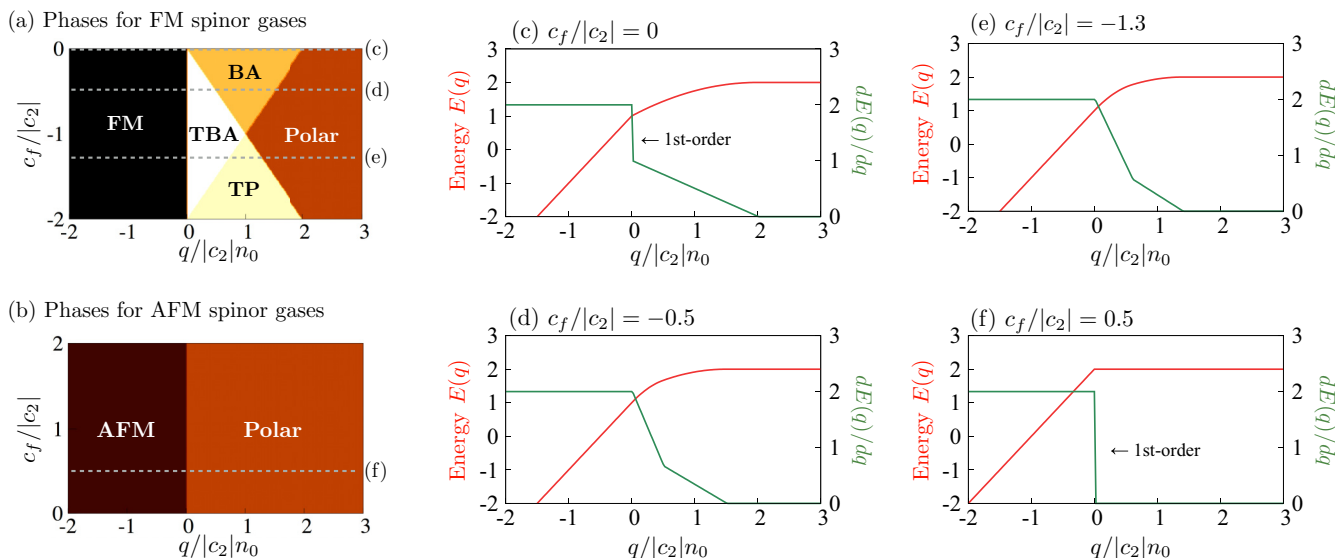 (a) Phases for FM spinor gases
0
-1
-2
c_f/|c_2|
FM
BA
TBA
Polar
TP
(c)
(d)
(e)
-2 -1 0 1 2 3
q/|c_2|n_0
(b) Phases for AFM spinor gases
2
1
0
c_f/|c_2|
AFM
Polar
(f)
-2 -1 0 1 2 3
q/|c_2|n_0
(c) c_f/|c_2| = 0
3
2
1
0
-1
-2
Energy E(q)
← 1st-order
3
2
1
0
dE(q)/dq
-2 -1 0 1 2 3
q/|c_2|n_0
(d) c_f/|c_2| = −0.5
3
2
1
0
-1
-2
Energy E(q)
3
2
1
0
dE(q)/dq
-2 -1 0 1 2 3
q/|c_2|n_0
(e) c_f/|c_2| = −1.3
3
2
1
0
-1
-2
Energy E(q)
3
2
1
0
dE(q)/dq
-2 -1 0 1 2 3
q/|c_2|n_0
(f) c_f/|c_2| = 0.5
3
2
1
0
-1
-2
Energy E(q)
← 1st-order
3
2
1
0
dE(q)/dq
-2 -1 0 1 2 3
q/|c_2|n_0